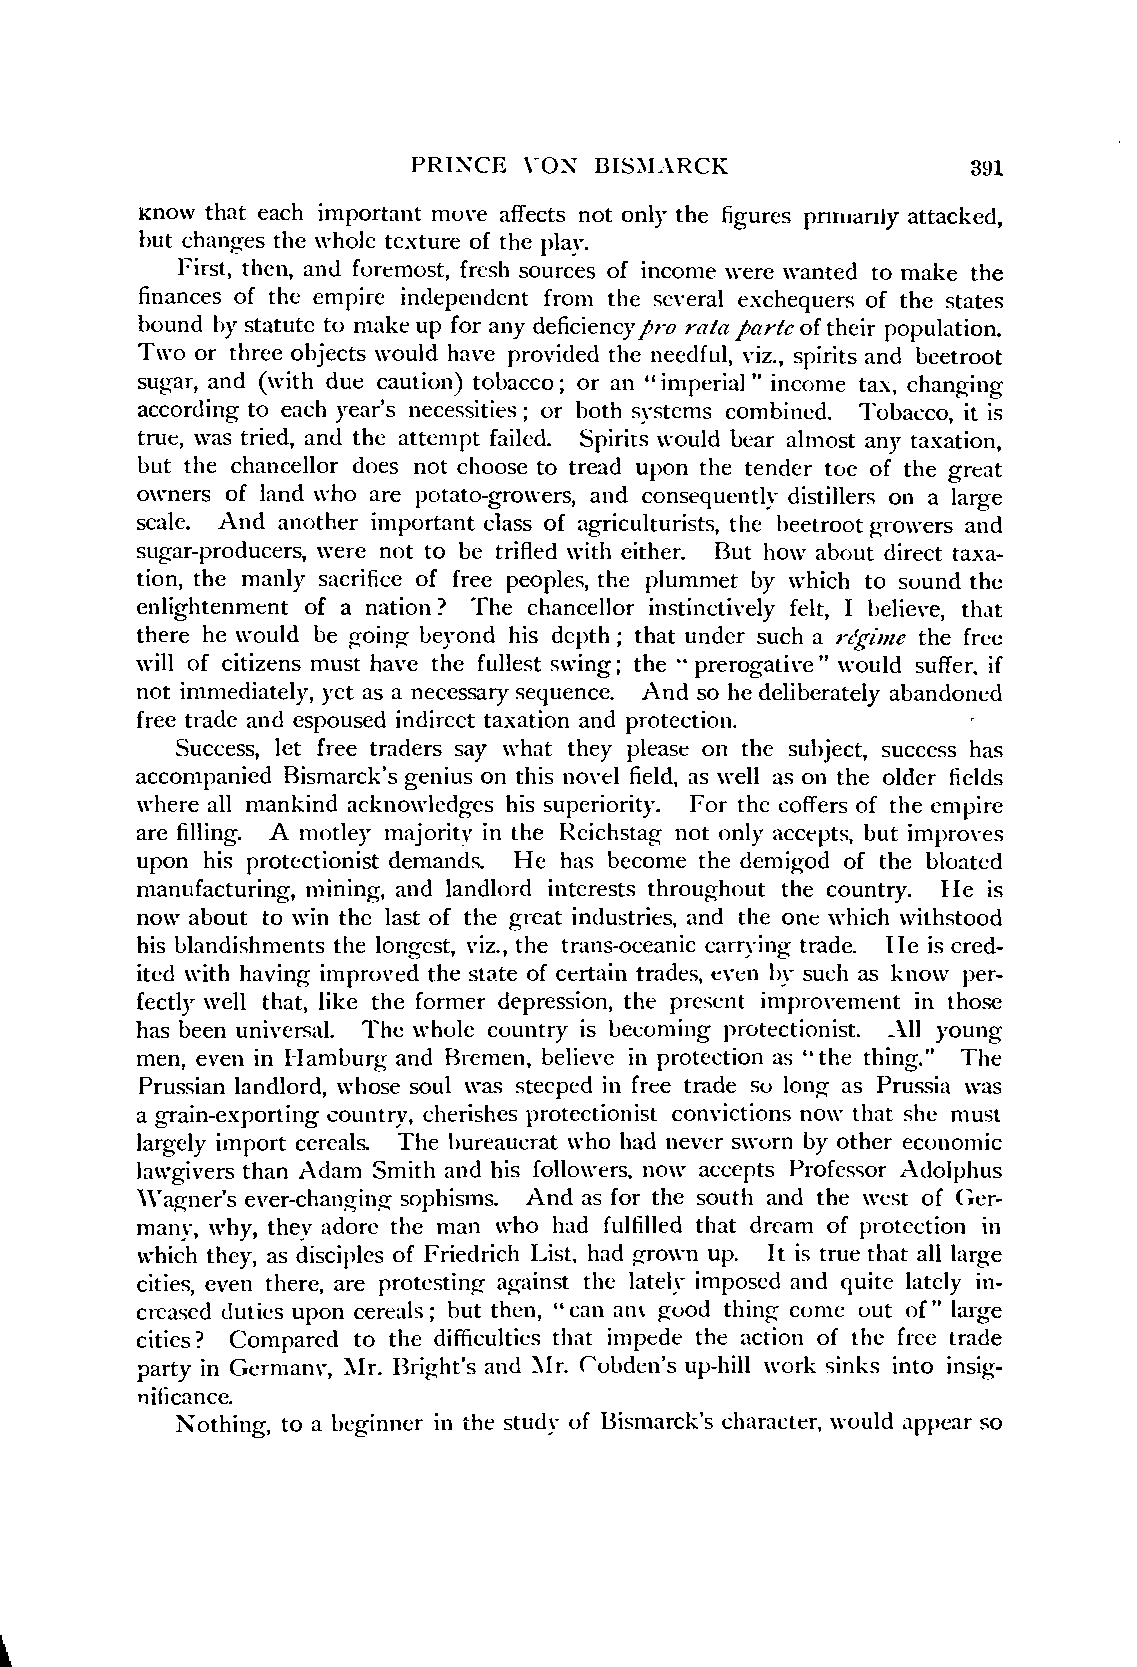 PRINCE VON BISMARCK 391
know that each important move affects not only the figures primarily attacked,
but changes the whole texture of the play.
First, then, and foremost, fresh sources of income were wanted to make the
finances of the empire independent from the several exchequers of the states
bound by statute to make up for any deficiency pro rata parte of their population.
Two or three objects would have provided the needful, viz., spirits and beetroot
sugar, and (with due caution) tobacco; or an "imperial" income tax, changing
according to each year's necessities; or both systems combined. Tobacco, it is
true, was tried, and the attempt failed. Spirits would bear almost any taxation,
but the chancellor does not choose to tread upon the tender toe of the great
owners of land who are potato-growers, and consequently distillers on a large
scale. And another important class of agriculturists, the beetroot growers and
sugar-producers, were not to be trifled with either. But how about direct taxa-
tion, the manly sacrifice of free peoples, the plummet by which to sound the
enlightenment of a nation? The chancellor instinctively felt, I believe, that
there he would be going beyond his depth; that under such a régime the free
will of citizens must have the fullest swing; the "prerogative" would suffer, if
not immediately, yet as a necessary sequence. And so he deliberately abandoned
free trade and espoused indirect taxation and protection.
Success, let free traders say what they please on the subject, success has
accompanied Bismarck's genius on this novel field, as well as on the older fields
where all mankind acknowledges his superiority. For the coffers of the empire
are filling. A motley majority in the Reichstag not only accepts, but improves
upon his protectionist demands. He has become the demigod of the bloated
manufacturing, mining, and landlord interests throughout the country. He is
now about to win the last of the great industries, and the one which withstood
his blandishments the longest, viz., the trans-oceanic carrying trade. He is cred-
ited with having improved the state of certain trades, even by such as know per-
fectly well that, like the former depression, the present improvement in those
has been universal. The whole country is becoming protectionist. All young
men, even in Hamburg and Bremen, believe in protection as "the thing." The
Prussian landlord, whose soul was steeped in free trade so long as Prussia was
a grain-exporting country, cherishes protectionist convictions now that she must
largely import cereals. The bureaucrat who had never sworn by other economic
lawgivers than Adam Smith and his followers, now accepts Professor Adolphus
Wagner's ever-changing sophisms. And as for the south and the west of Ger-
many, why, they adore the man who had fulfilled that dream of protection in
which they, as disciples of Friedrich List, had grown up. It is true that all large
cities, even there, are protesting against the lately imposed and quite lately in-
creased duties upon cereals; but then, "can any good thing come out of" large
cities? Compared to the difficulties that impede the action of the free trade
party in Germany, Mr. Bright's and Mr. Cobden's up-hill work sinks into insig-
nificance.
Nothing, to a beginner in the study of Bismarck's character, would appear so